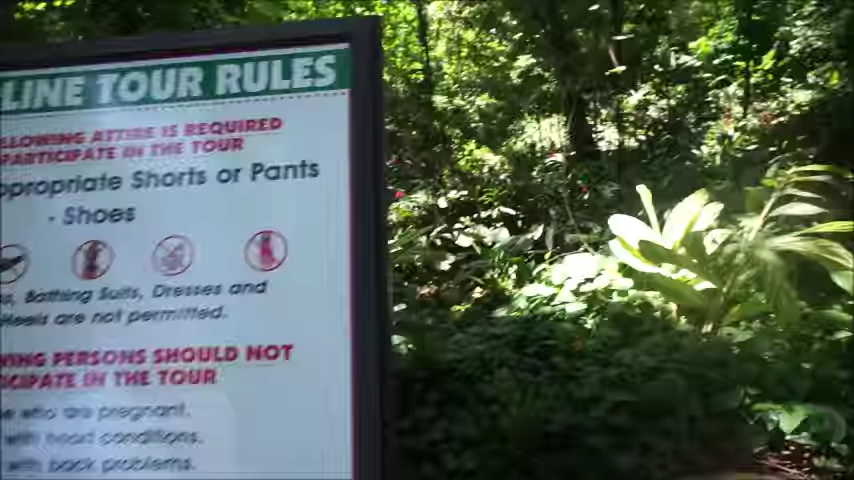 LINE TOUR RULES
LLOWING ATTIRE IS REQUIRED
PARTICIPATE IN THE TOUR
ppropriate Shorts or Pants
- Shoes
s, Bathing Suits, Dresses and
Heels are not permitted.
WING PERSONS SHOULD NOT
ICIPATE IN THE TOUR
e who are pregnant.
with heart conditions.
with back problems.